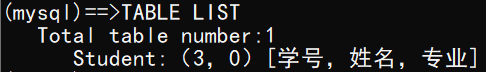 (mysql)==>TABLE LIST
Total table number:1
Student: (3, 0) [学号, 姓名, 专业]